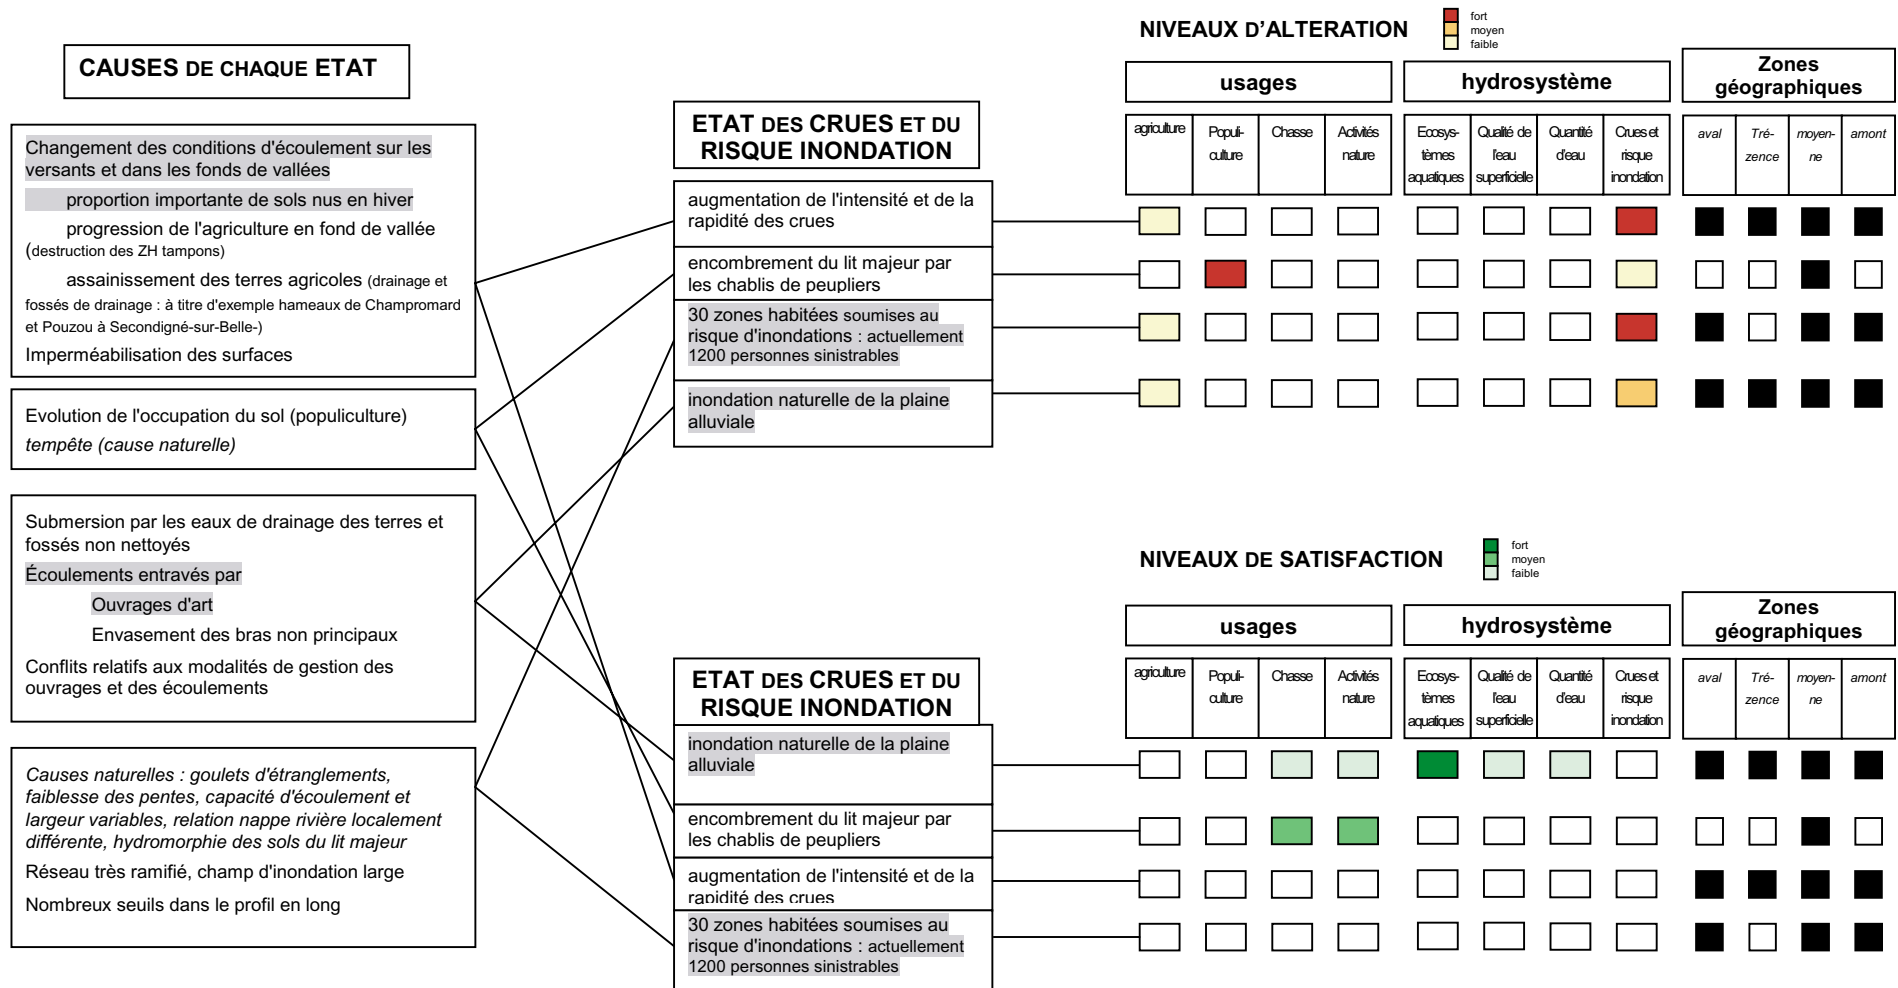 CAUSES DE CHAQUE ETAT
Changement des conditions d'écoulement sur les
versants et dans les fonds de vallées
proportion importante de sols nus en hiver
progression de l'agriculture en fond de vallée
(destruction des ZH tampons)
assainissement des terres agricoles (drainage et
fossés de drainage : à titre d'exemple hameaux de Champromard
et Pouzou à Secondigné-sur-Belle-)
Imperméabilisation des surfaces
Evolution de l'occupation du sol (populiculture)
tempête (cause naturelle)
Submersion par les eaux de drainage des terres et
fossés non nettoyés
Écoulements entravés par
Ouvrages d'art
Envasement des bras non principaux
Conflits relatifs aux modalités de gestion des
ouvrages et des écoulements
Causes naturelles : goulets d'étranglements,
faiblesse des pentes, capacité d'écoulement et
largeur variables, relation nappe rivière localement
différente, hydromorphie des sols du lit majeur
Réseau très ramifié, champ d'inondation large
Nombreux seuils dans le profil en long
ETAT DES CRUES ET DU
RISQUE INONDATION
augmentation de l'intensité et de la
rapidité des crues
encombrement du lit majeur par
les chablis de peupliers
30 zones habitées soumises au
risque d'inondations : actuellement
1200 personnes sinistrables
inondation naturelle de la plaine
alluviale
NIVEAUX D'ALTERATION
fort
moyen
faible
usages
hydrosystème
Zones
géographiques
agriculture
Populi-
culture
Chasse
Activités
nature
Ecosys-
tèmes
aquatiques
Qualité de
l'eau
superficielle
Quantité
d'eau
Crues et
risque
inondation
aval
Tré-
zence
moyen-
ne
amont
NIVEAUX DE SATISFACTION
fort
moyen
faible
usages
hydrosystème
Zones
géographiques
agriculture
Populi-
culture
Chasse
Activités
nature
Ecosys-
tèmes
aquatiques
Qualité de
l'eau
superficielle
Quantité
d'eau
Crues et
risque
inondation
aval
Tré-
zence
moyen-
ne
amont
ETAT DES CRUES ET DU
RISQUE INONDATION
inondation naturelle de la plaine
alluviale
encombrement du lit majeur par
les chablis de peupliers
augmentation de l'intensité et de la
rapidité des crues
30 zones habitées soumises au
risque d'inondations : actuellement
1200 personnes sinistrables